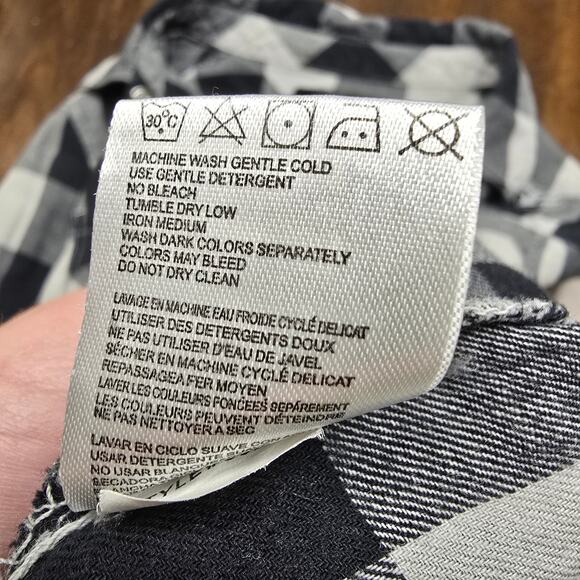 30°C
MACHINE WASH GENTLE COLD
USE GENTLE DETERGENT
NO BLEACH
TUMBLE DRY LOW
IRON MEDIUM
WASH DARK COLORS SEPARATELY
COLORS MAY BLEED
DO NOT DRY CLEAN
LAVAGE EN MACHINE EAU FROIDE CYCLÉ DELICAT
UTILISER DES DETERGENTS DOUX
NE PAS UTILISER D'EAU DE JAVEL
SÉCHER EN MACHINE CYCLÉ DÉLICAT
REPASSAGEA FER MOYEN
LAVER LES COULEURS FONCÉES SEPÁREMENT
LES COULEURS PEUVENT DÉTEINDRE
NE PAS NETTOYER A SEC
LAVAR EN CICLO SUAVE CON
USAR DETERGENTE
NO USAR